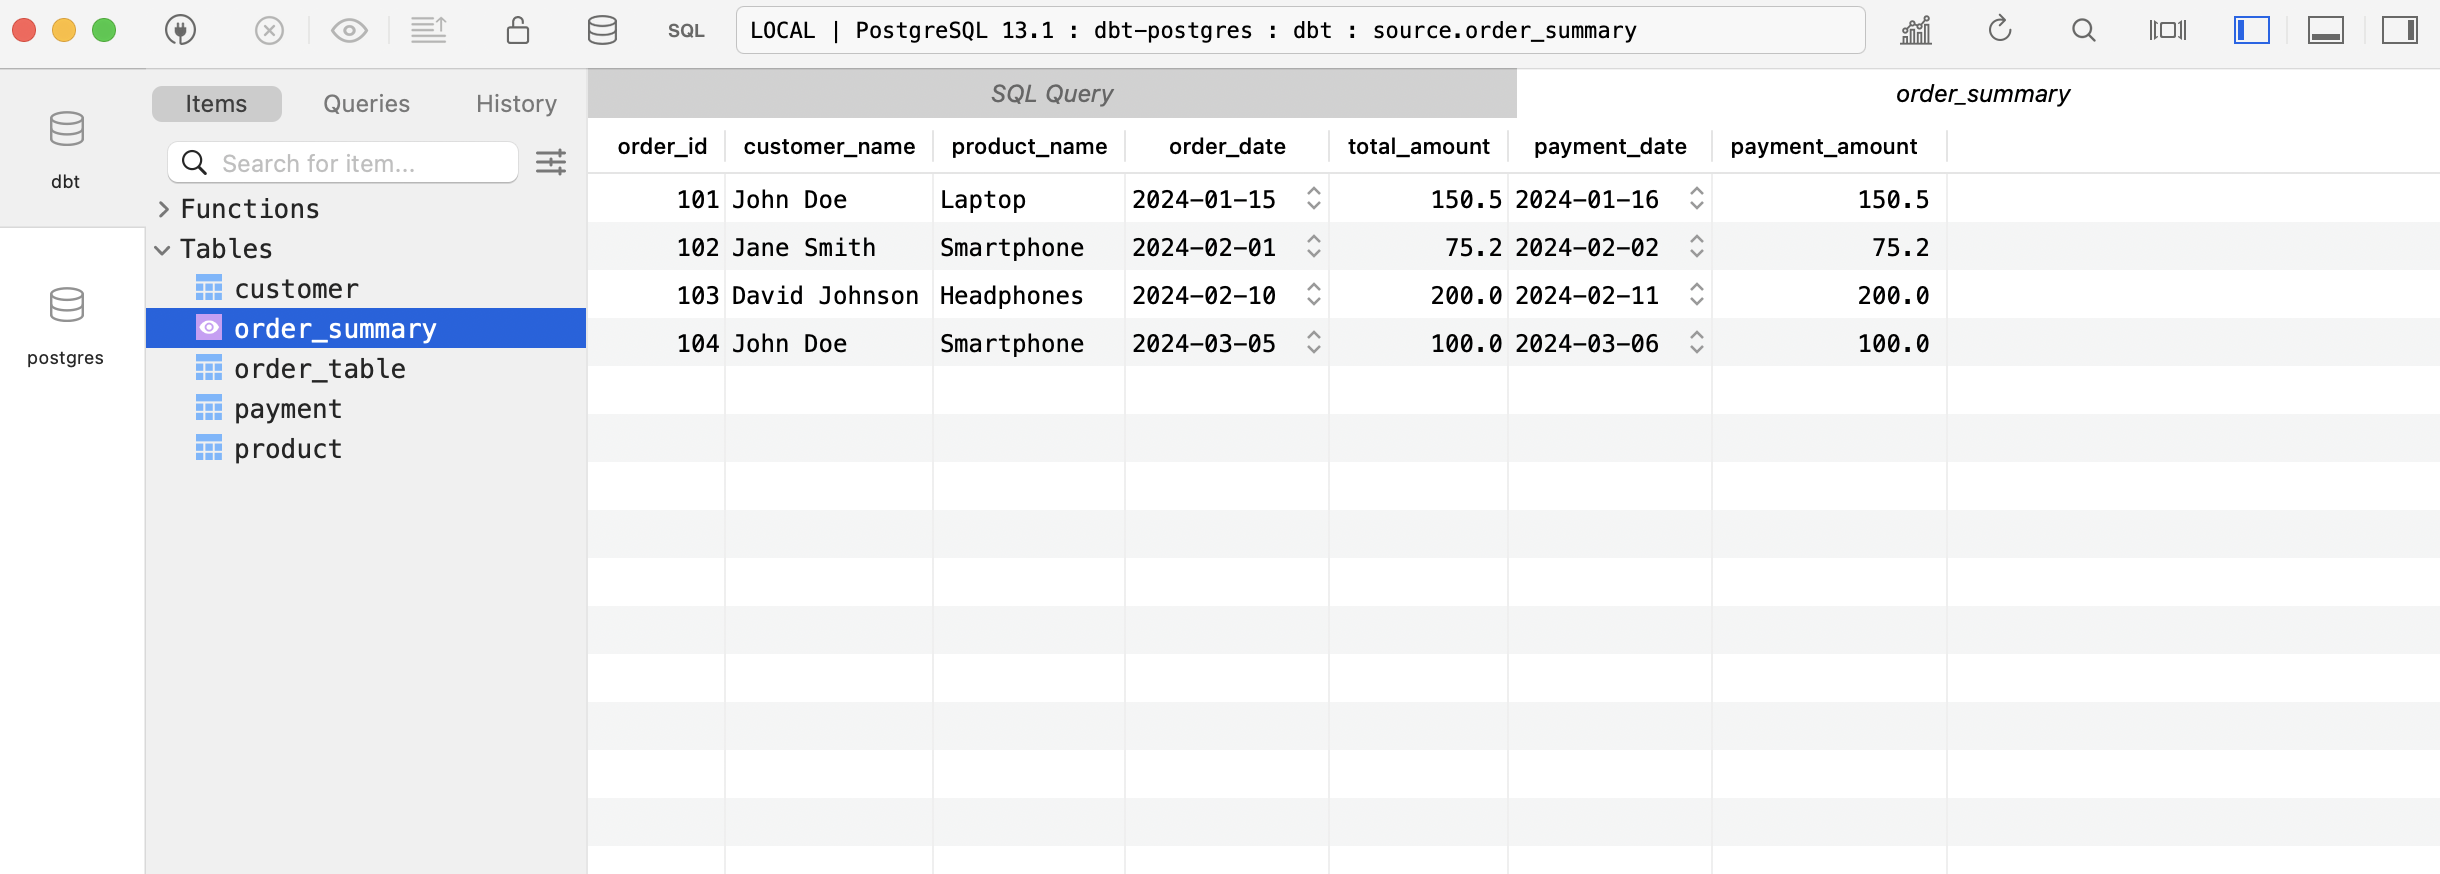 SQL
LOCAL | PostgreSQL 13.1 : dbt-postgres : dbt : source.order_summary
dbt
postgres
Items Queries History
Search for item...
Functions
Tables
customer
order_summary
order_table
payment
product
SQL Query order_summary
order_id customer_name product_name order_date total_amount payment_date payment_amount
101 John Doe Laptop 2024-01-15 150.5 2024-01-16 150.5
102 Jane Smith Smartphone 2024-02-01 75.2 2024-02-02 75.2
103 David Johnson Headphones 2024-02-10 200.0 2024-02-11 200.0
104 John Doe Smartphone 2024-03-05 100.0 2024-03-06 100.0